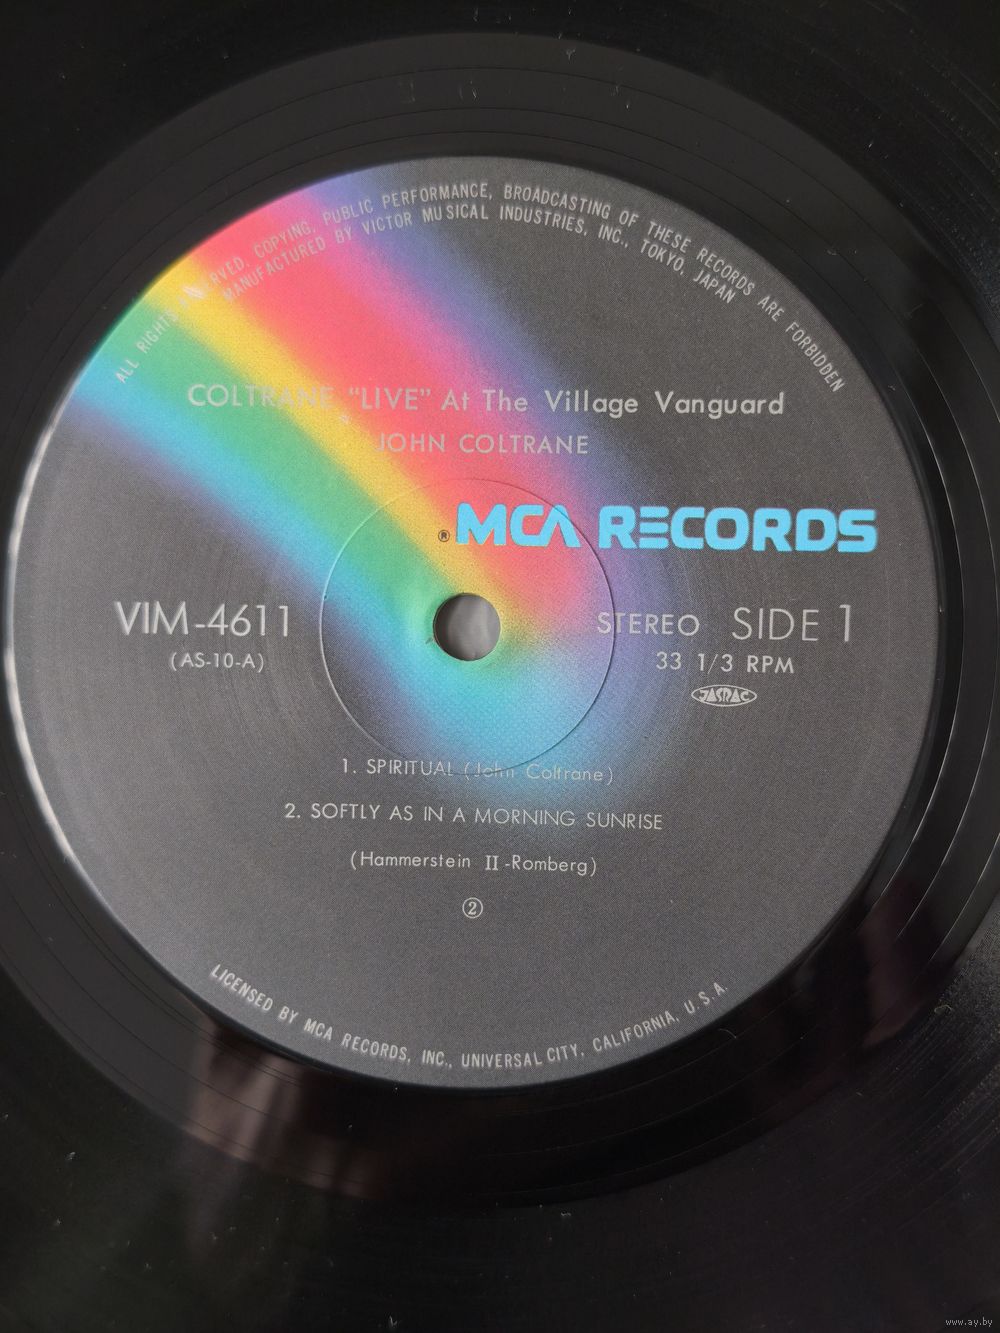 ALL RIGHTS RESERVED. COPYING, PUBLIC PERFORMANCE, BROADCASTING OF THESE RECORDS ARE FORBIDDEN
MANUFACTURED BY VICTOR MUSICAL INDUSTRIES, INC., TOKYO, JAPAN
COLTRANE "LIVE" At The Village Vanguard
JOHN COLTRANE
® MCA RECORDS
VIM-4611
(AS-10-A)
STEREO SIDE 1
33 1/3 RPM
JASRAC
1. SPIRITUAL (John Coltrane)
2. SOFTLY AS IN A MORNING SUNRISE
(Hammerstein II-Romberg)
②
LICENSED BY MCA RECORDS, INC., UNIVERSAL CITY, CALIFORNIA, U.S.A.
www.ay.by